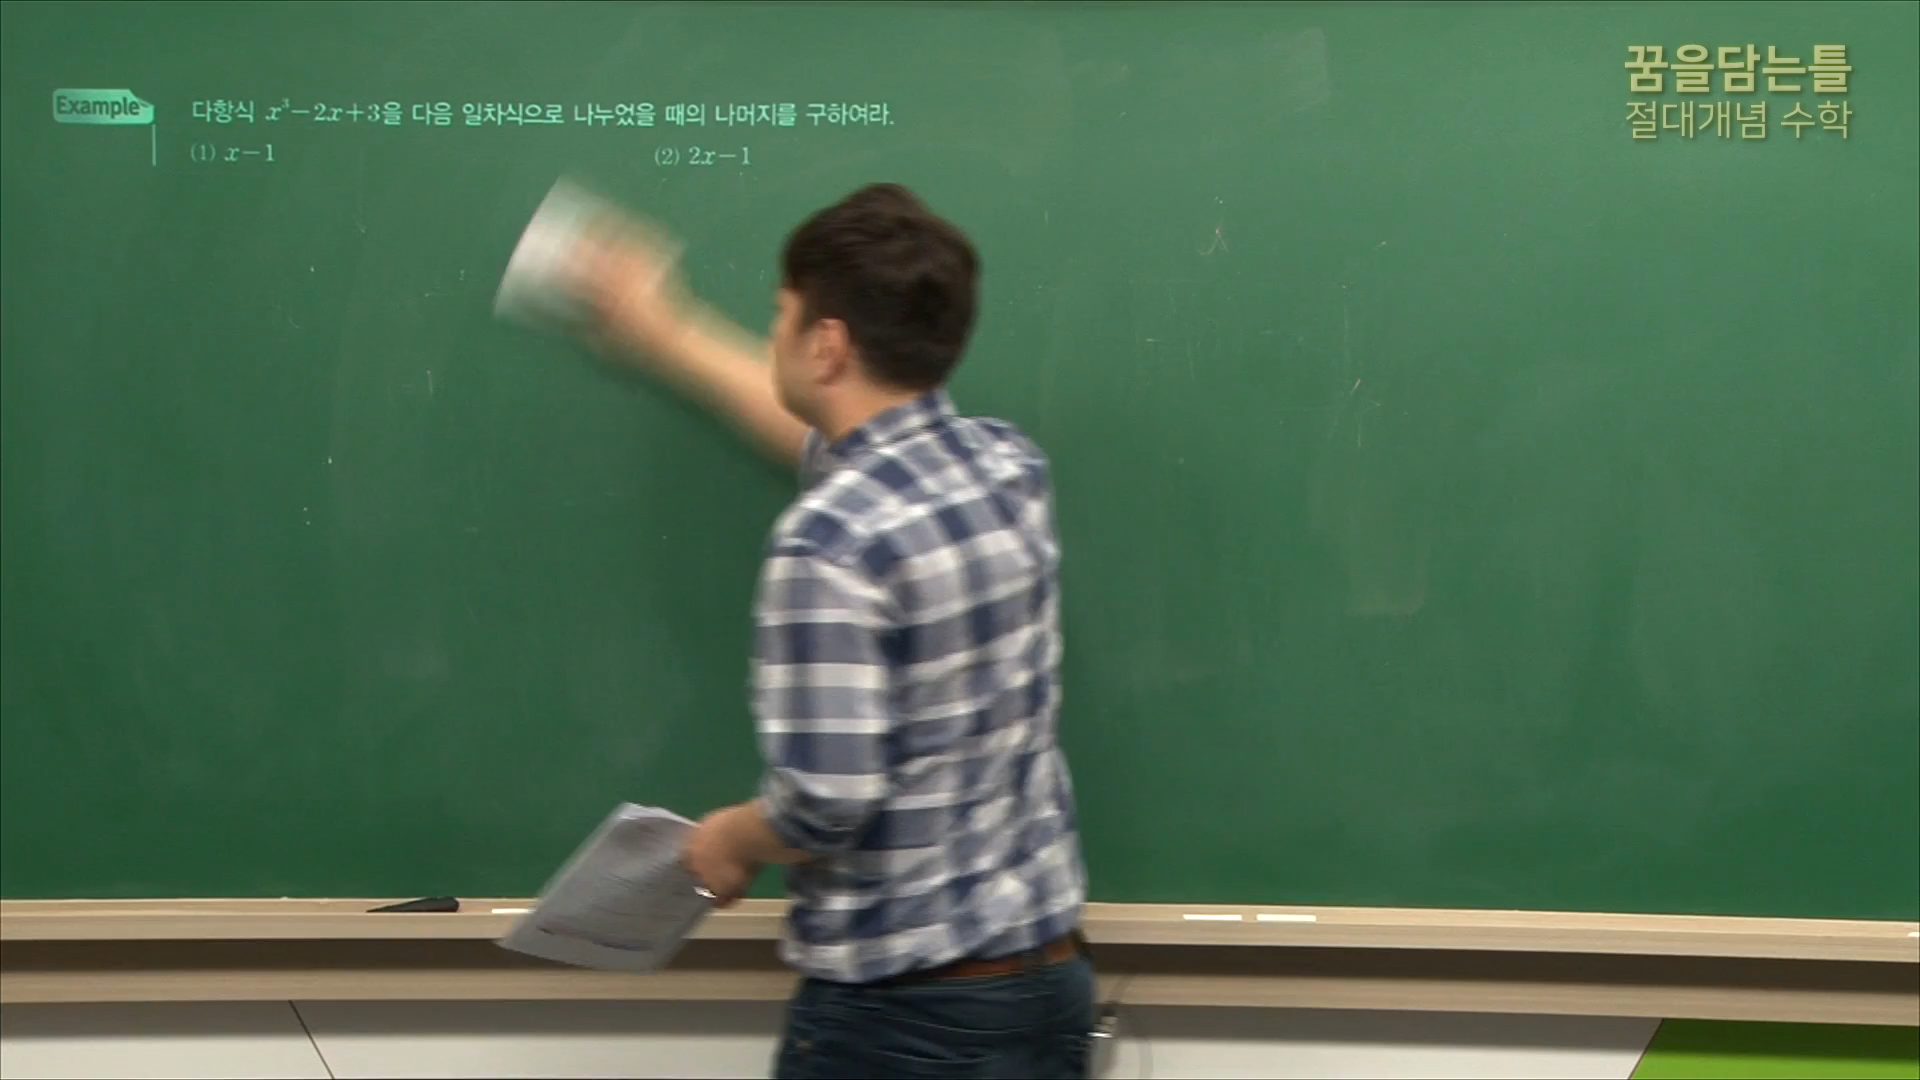 Example
다항식 x³-2x+3을 다음 일차식으로 나누었을 때의 나머지를 구하여라.
(1) x-1
(2) 2x-1
꿈을담는틀
절대개념 수학